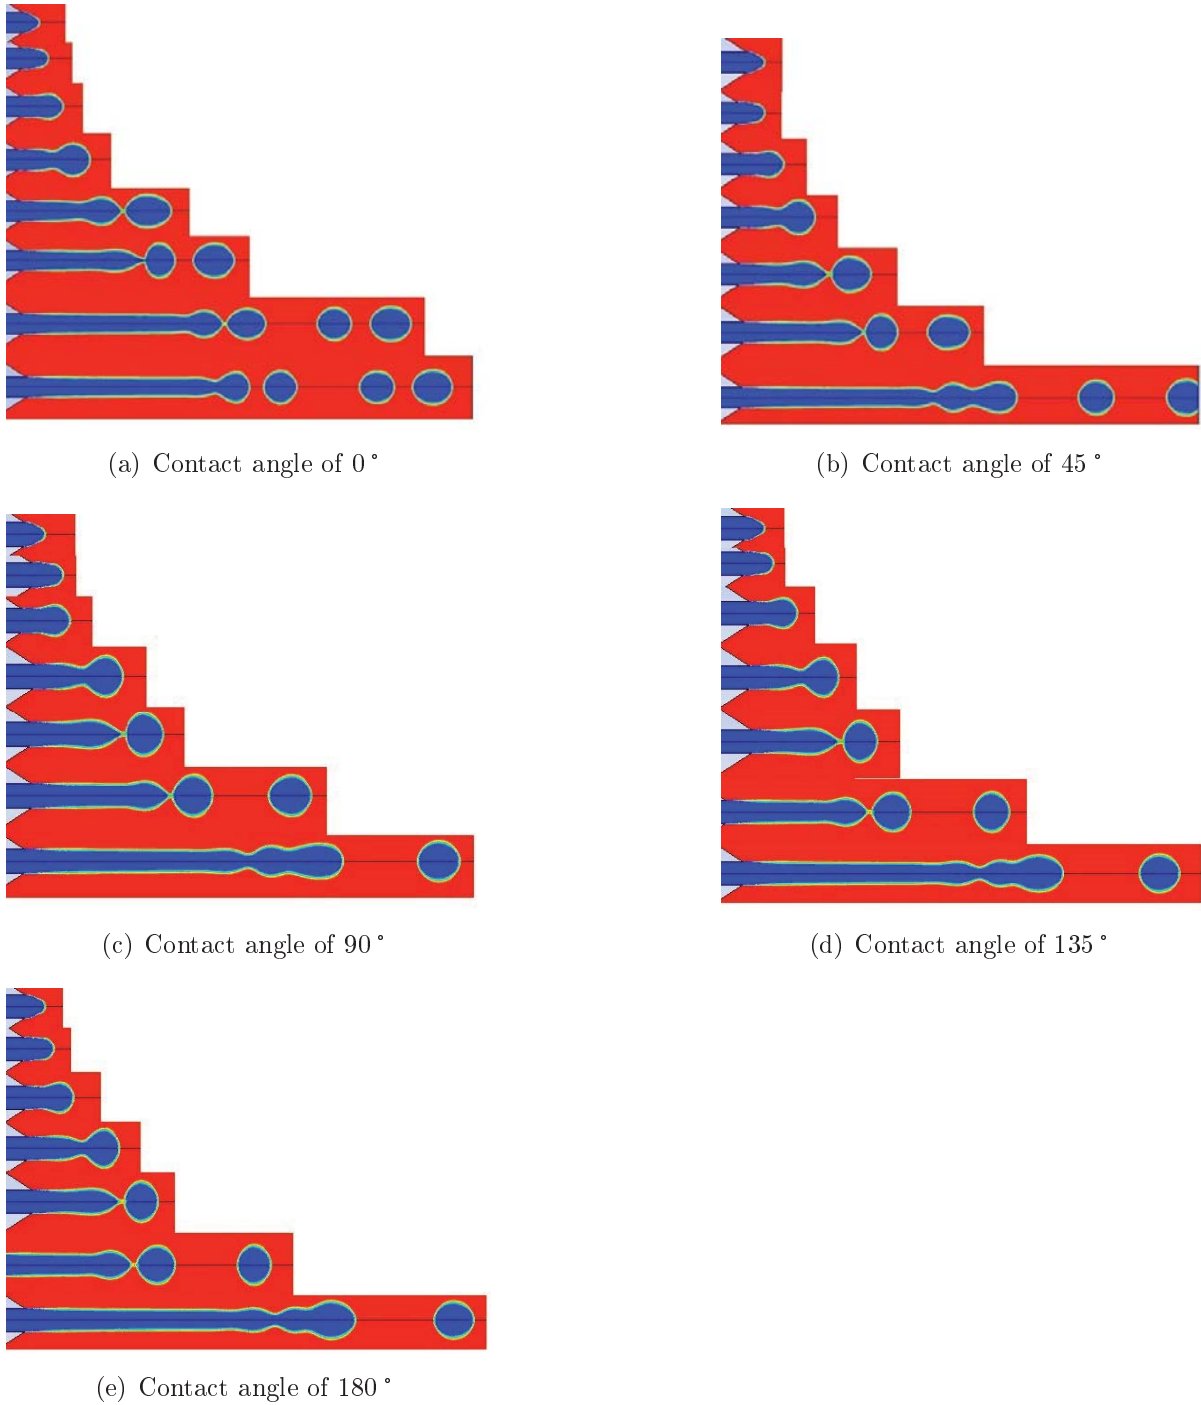 (a) Contact angle of 0°
(b) Contact angle of 45°
(c) Contact angle of 90°
(d) Contact angle of 135°
(e) Contact angle of 180°